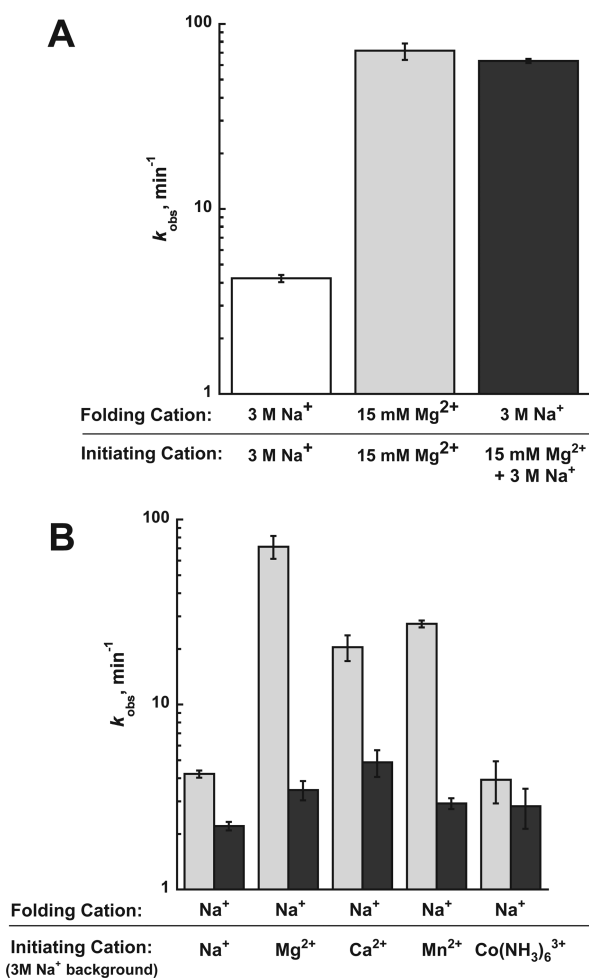 A
100
10
1
k_obs, min⁻¹
Folding Cation: 3 M Na⁺ 15 mM Mg²⁺ 3 M Na⁺
Initiating Cation: 3 M Na⁺ 15 mM Mg²⁺ 15 mM Mg²⁺
+ 3 M Na⁺
B
100
10
1
k_obs, min⁻¹
Folding Cation: Na⁺ Na⁺ Na⁺ Na⁺ Na⁺
Initiating Cation: Na⁺ Mg²⁺ Ca²⁺ Mn²⁺ Co(NH₃)₆³⁺
(3M Na⁺ background)